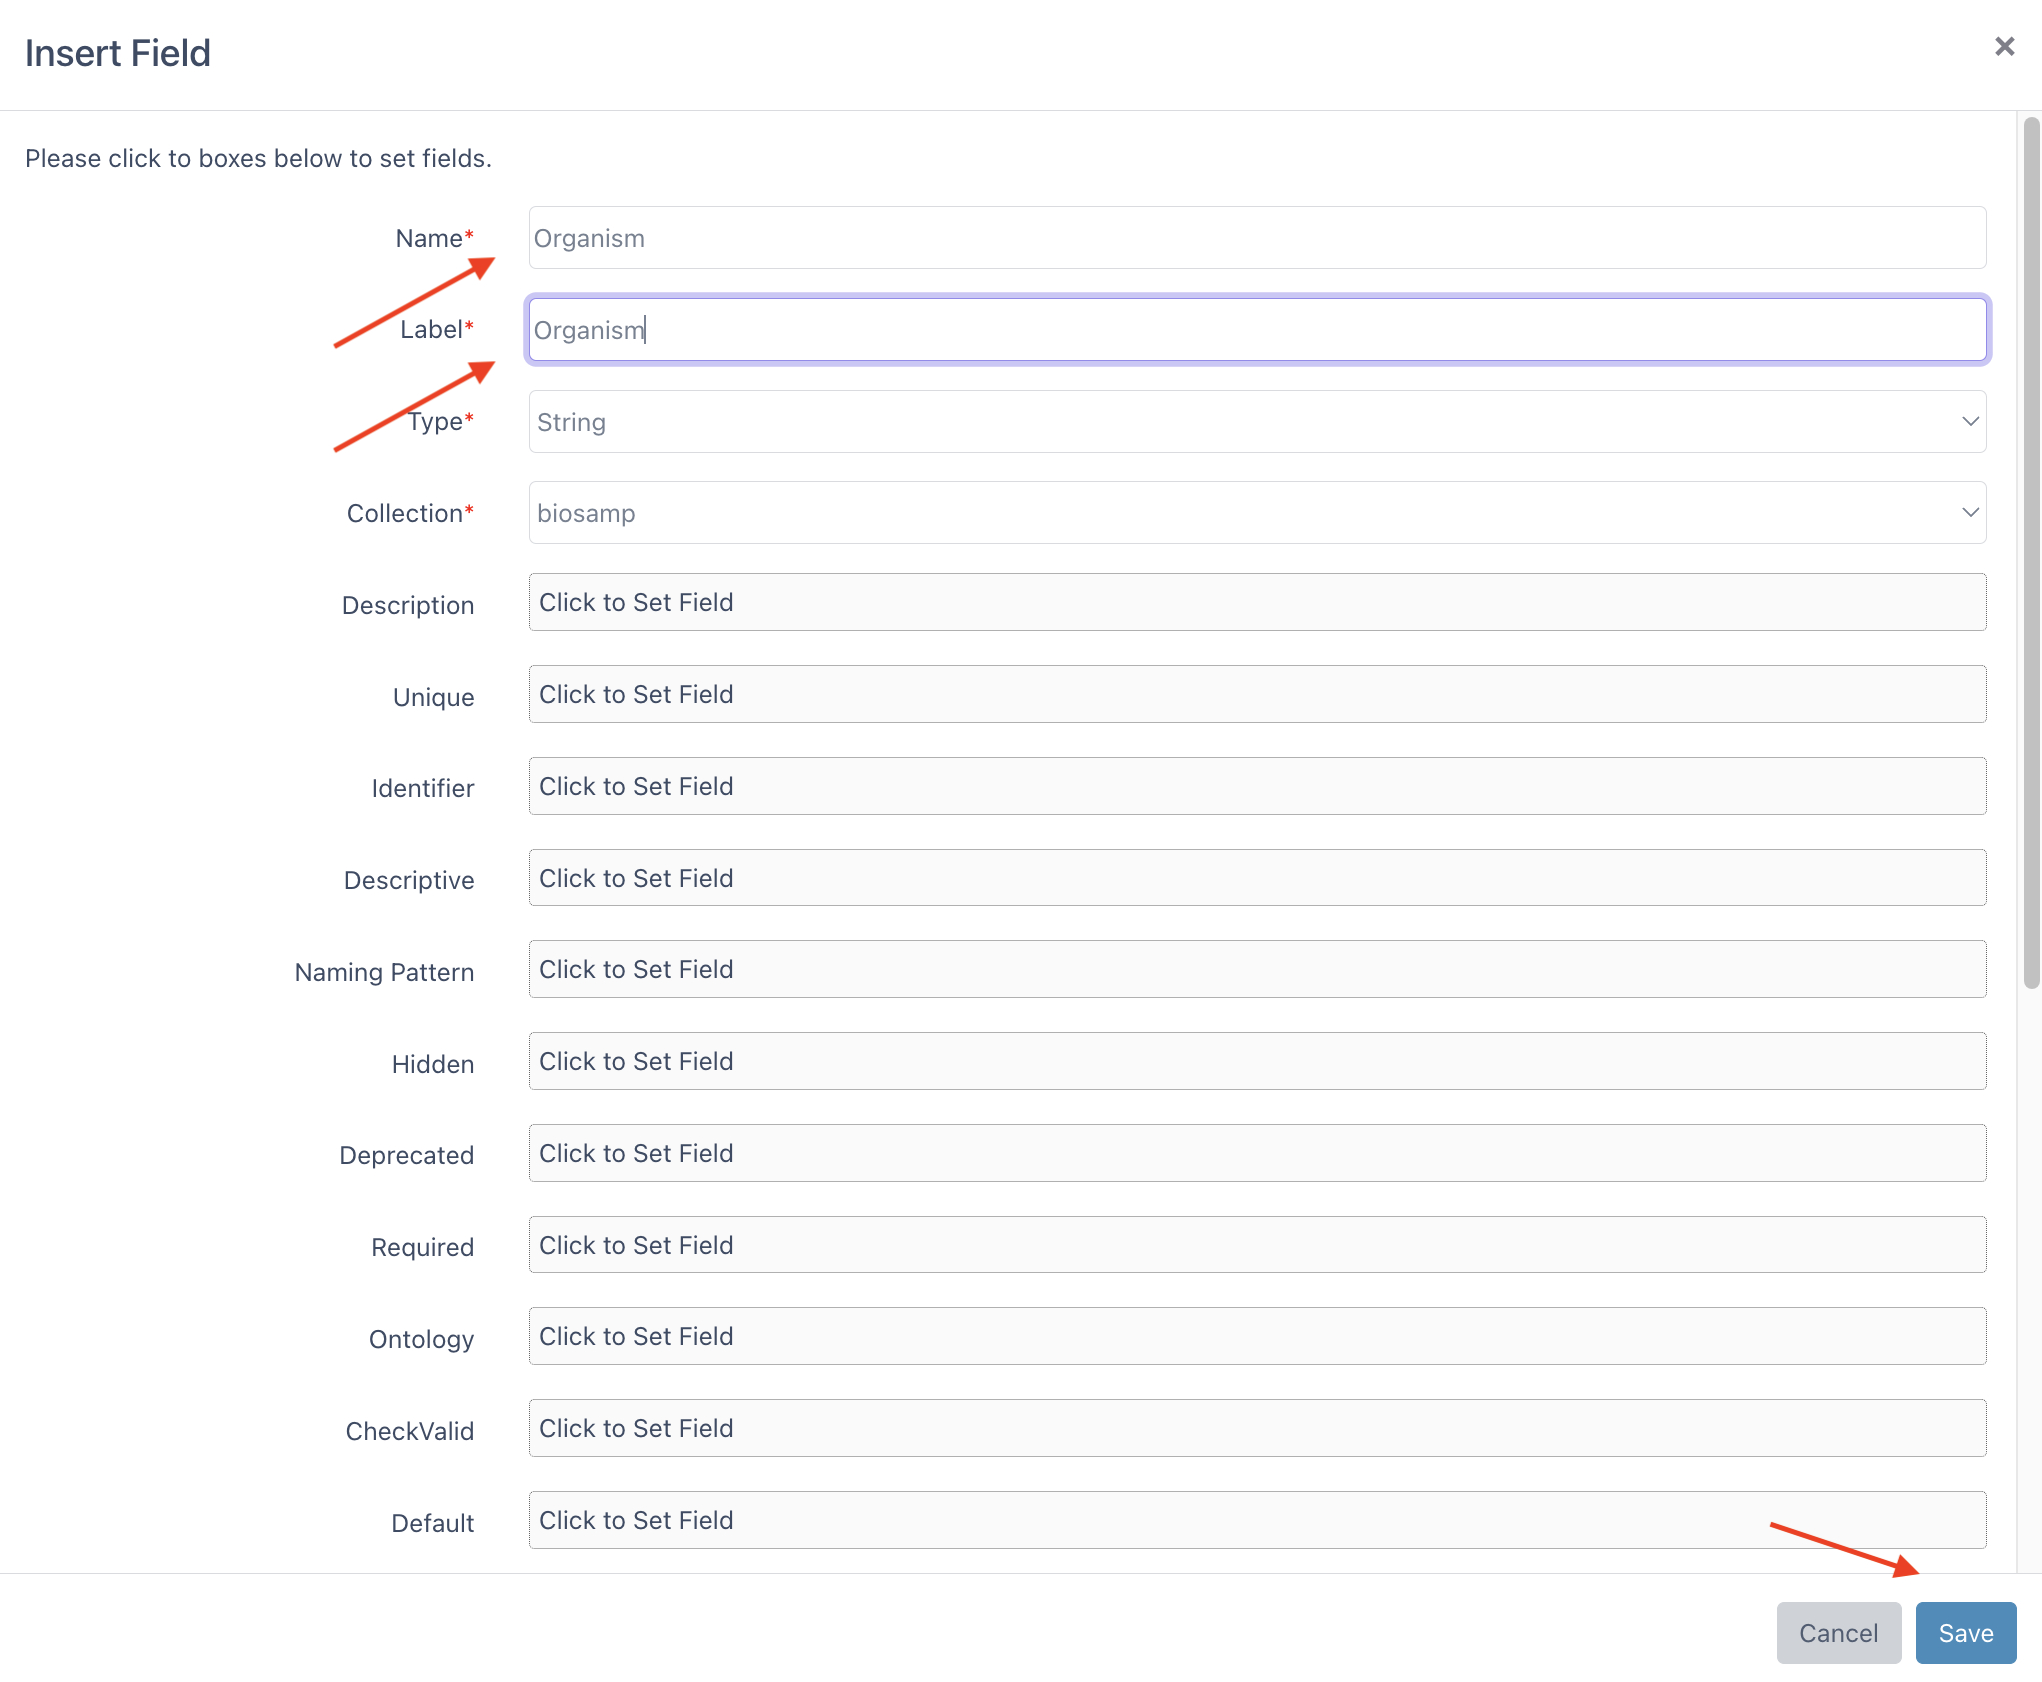 Insert Field
Please click to boxes below to set fields.
Name* Organism
Label* Organism
Type* String
Collection* biosamp
Description Click to Set Field
Unique Click to Set Field
Identifier Click to Set Field
Descriptive Click to Set Field
Naming Pattern Click to Set Field
Hidden Click to Set Field
Deprecated Click to Set Field
Required Click to Set Field
Ontology Click to Set Field
CheckValid Click to Set Field
Default Click to Set Field
Cancel Save